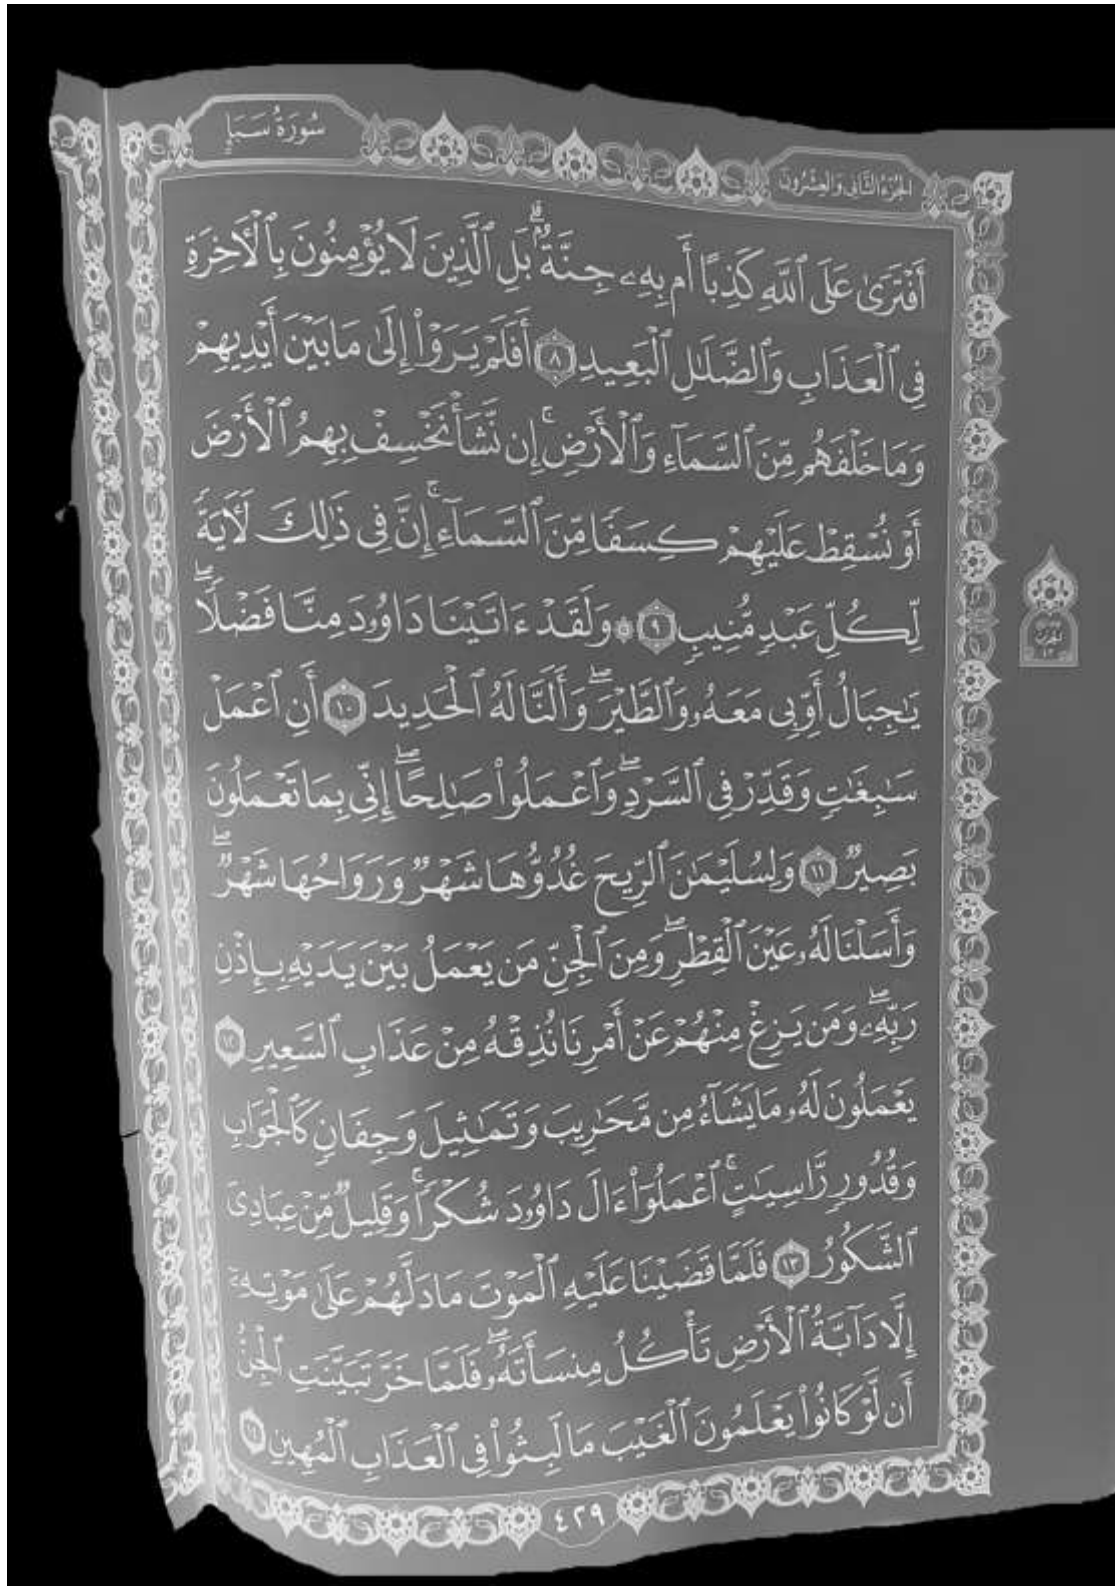 الجزء الثاني والعشرون
سورة سبإ
أَفْتَرَىٰ عَلَى ٱللَّهِ كَذِبًا أَم بِهِۦ جِنَّةٌۢ ۗ بَلِ ٱلَّذِينَ لَا يُؤْمِنُونَ بِٱلْأَخِرَةِ
فِى ٱلْعَذَابِ وَٱلضَّلَٰلِ ٱلْبَعِيدِ ٨ أَفَلَمْ يَرَوْا۟ إِلَىٰ مَا بَيْنَ أَيْدِيهِمْ
وَمَا خَلْفَهُم مِّنَ ٱلسَّمَآءِ وَٱلْأَرْضِ ۚ إِن نَّشَأْ نَخْسِفْ بِهِمُ ٱلْأَرْضَ
أَوْ نُسْقِطْ عَلَيْهِمْ كِسَفًا مِّنَ ٱلسَّمَآءِ ۚ إِنَّ فِى ذَٰلِكَ لَأَيَةً
لِّكُلِّ عَبْدٍ مُّنِيبٍ ٩ ۞ وَلَقَدْ ءَاتَيْنَا دَاوُۥدَ مِنَّا فَضْلًا ۖ
يَٰجِبَالُ أَوِّبِى مَعَهُۥ وَٱلطَّيْرَ ۖ وَأَلَنَّا لَهُ ٱلْحَدِيدَ ١٠ أَنِ ٱعْمَلْ
سَٰبِغَٰتٍ وَقَدِّرْ فِى ٱلسَّرْدِ ۖ وَٱعْمَلُوا۟ صَٰلِحًا ۖ إِنِّى بِمَا تَعْمَلُونَ
بَصِيرٌ ١١ وَلِسُلَيْمَٰنَ ٱلرِّيحَ غُدُوُّهَا شَهْرٌ وَرَوَاحُهَا شَهْرٌ ۖ
وَأَسَلْنَا لَهُۥ عَيْنَ ٱلْقِطْرِ ۖ وَمِنَ ٱلْجِنِّ مَن يَعْمَلُ بَيْنَ يَدَيْهِ بِإِذْنِ
رَبِّهِۦ ۖ وَمَن يَزِغْ مِنْهُمْ عَنْ أَمْرِنَا نُذِقْهُ مِنْ عَذَابِ ٱلسَّعِيرِ ١٢
يَعْمَلُونَ لَهُۥ مَا يَشَآءُ مِن مَّحَٰرِيبَ وَتَمَٰثِيلَ وَجِفَانٍ كَٱلْجَوَابِ
وَقُدُورٍ رَّاسِيَٰتٍ ۚ ٱعْمَلُوٓا۟ ءَالَ دَاوُۥدَ شُكْرًا ۚ وَقَلِيلٌ مِّنْ عِبَادِىَ
ٱلشَّكُورُ ١٣ فَلَمَّا قَضَيْنَا عَلَيْهِ ٱلْمَوْتَ مَا دَلَّهُمْ عَلَىٰ مَوْتِهِۦٓ
إِلَّا دَآبَّةُ ٱلْأَرْضِ تَأْكُلُ مِنسَأَتَهُۥ ۖ فَلَمَّا خَرَّ تَبَيَّنَتِ ٱلْجِنُّ
أَن لَّوْ كَانُوا۟ يَعْلَمُونَ ٱلْغَيْبَ مَا لَبِثُوا۟ فِى ٱلْعَذَابِ ٱلْمُهِينِ ١٤
٤٢٩